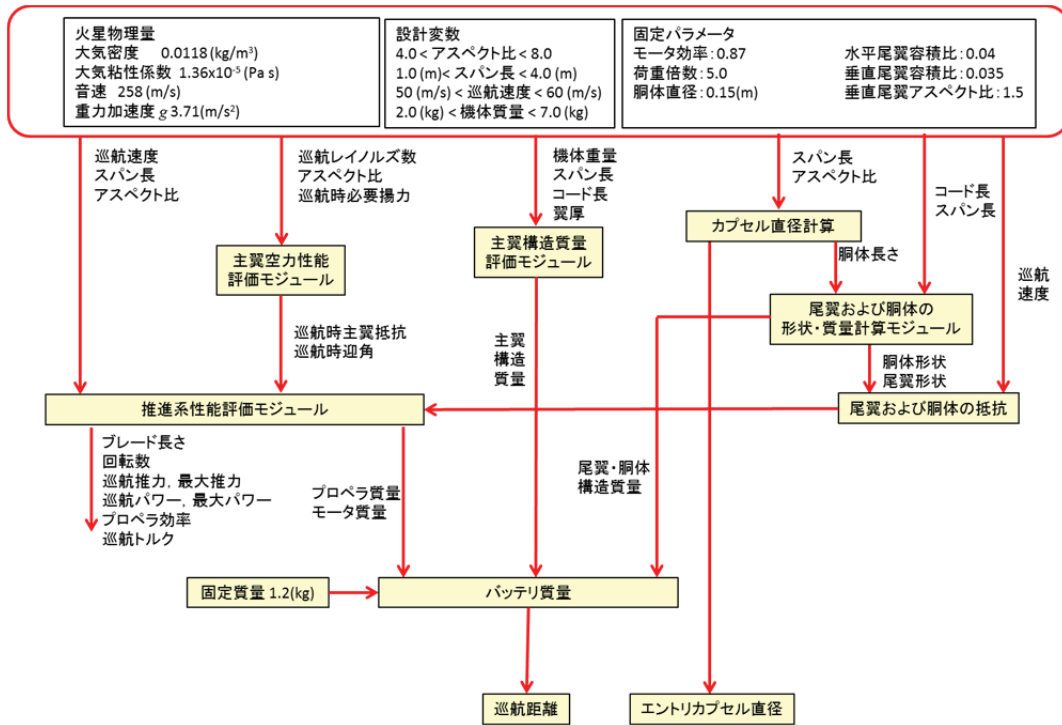 火星物理量
大気密度 0.0118 (kg/m³)
大気粘性係数 1.36x10⁻⁵ (Pa s)
音速 258 (m/s)
重力加速度 g 3.71(m/s²)
設計変数
4.0 < アスペクト比 < 8.0
1.0 (m)< スパン長 < 4.0 (m)
50 (m/s) < 巡航速度 < 60 (m/s)
2.0 (kg) < 機体質量 < 7.0 (kg)
固定パラメータ
モータ効率：0.87
荷重倍数：5.0
胴体直径：0.15(m)
水平尾翼容積比：0.04
垂直尾翼容積比：0.035
垂直尾翼アスペクト比：1.5
巡航速度
スパン長
アスペクト比
巡航レイノルズ数
アスペクト比
巡航時必要揚力
機体重量
スパン長
コード長
翼厚
スパン長
アスペクト比
コード長
スパン長
カプセル直径計算
主翼空力性能
評価モジュール
主翼構造質量
評価モジュール
胴体長さ
巡航
速度
尾翼および胴体の
形状・質量計算モジュール
巡航時主翼抵抗
巡航時迎角
主翼
構造
質量
胴体形状
尾翼形状
推進系性能評価モジュール
尾翼および胴体の抵抗
ブレード長さ
回転数
巡航推力，最大推力
巡航パワー，最大パワー
プロペラ効率
巡航トルク
プロペラ質量
モータ質量
尾翼・胴体
構造質量
固定質量 1.2(kg)
バッテリ質量
巡航距離
エントリカプセル直径